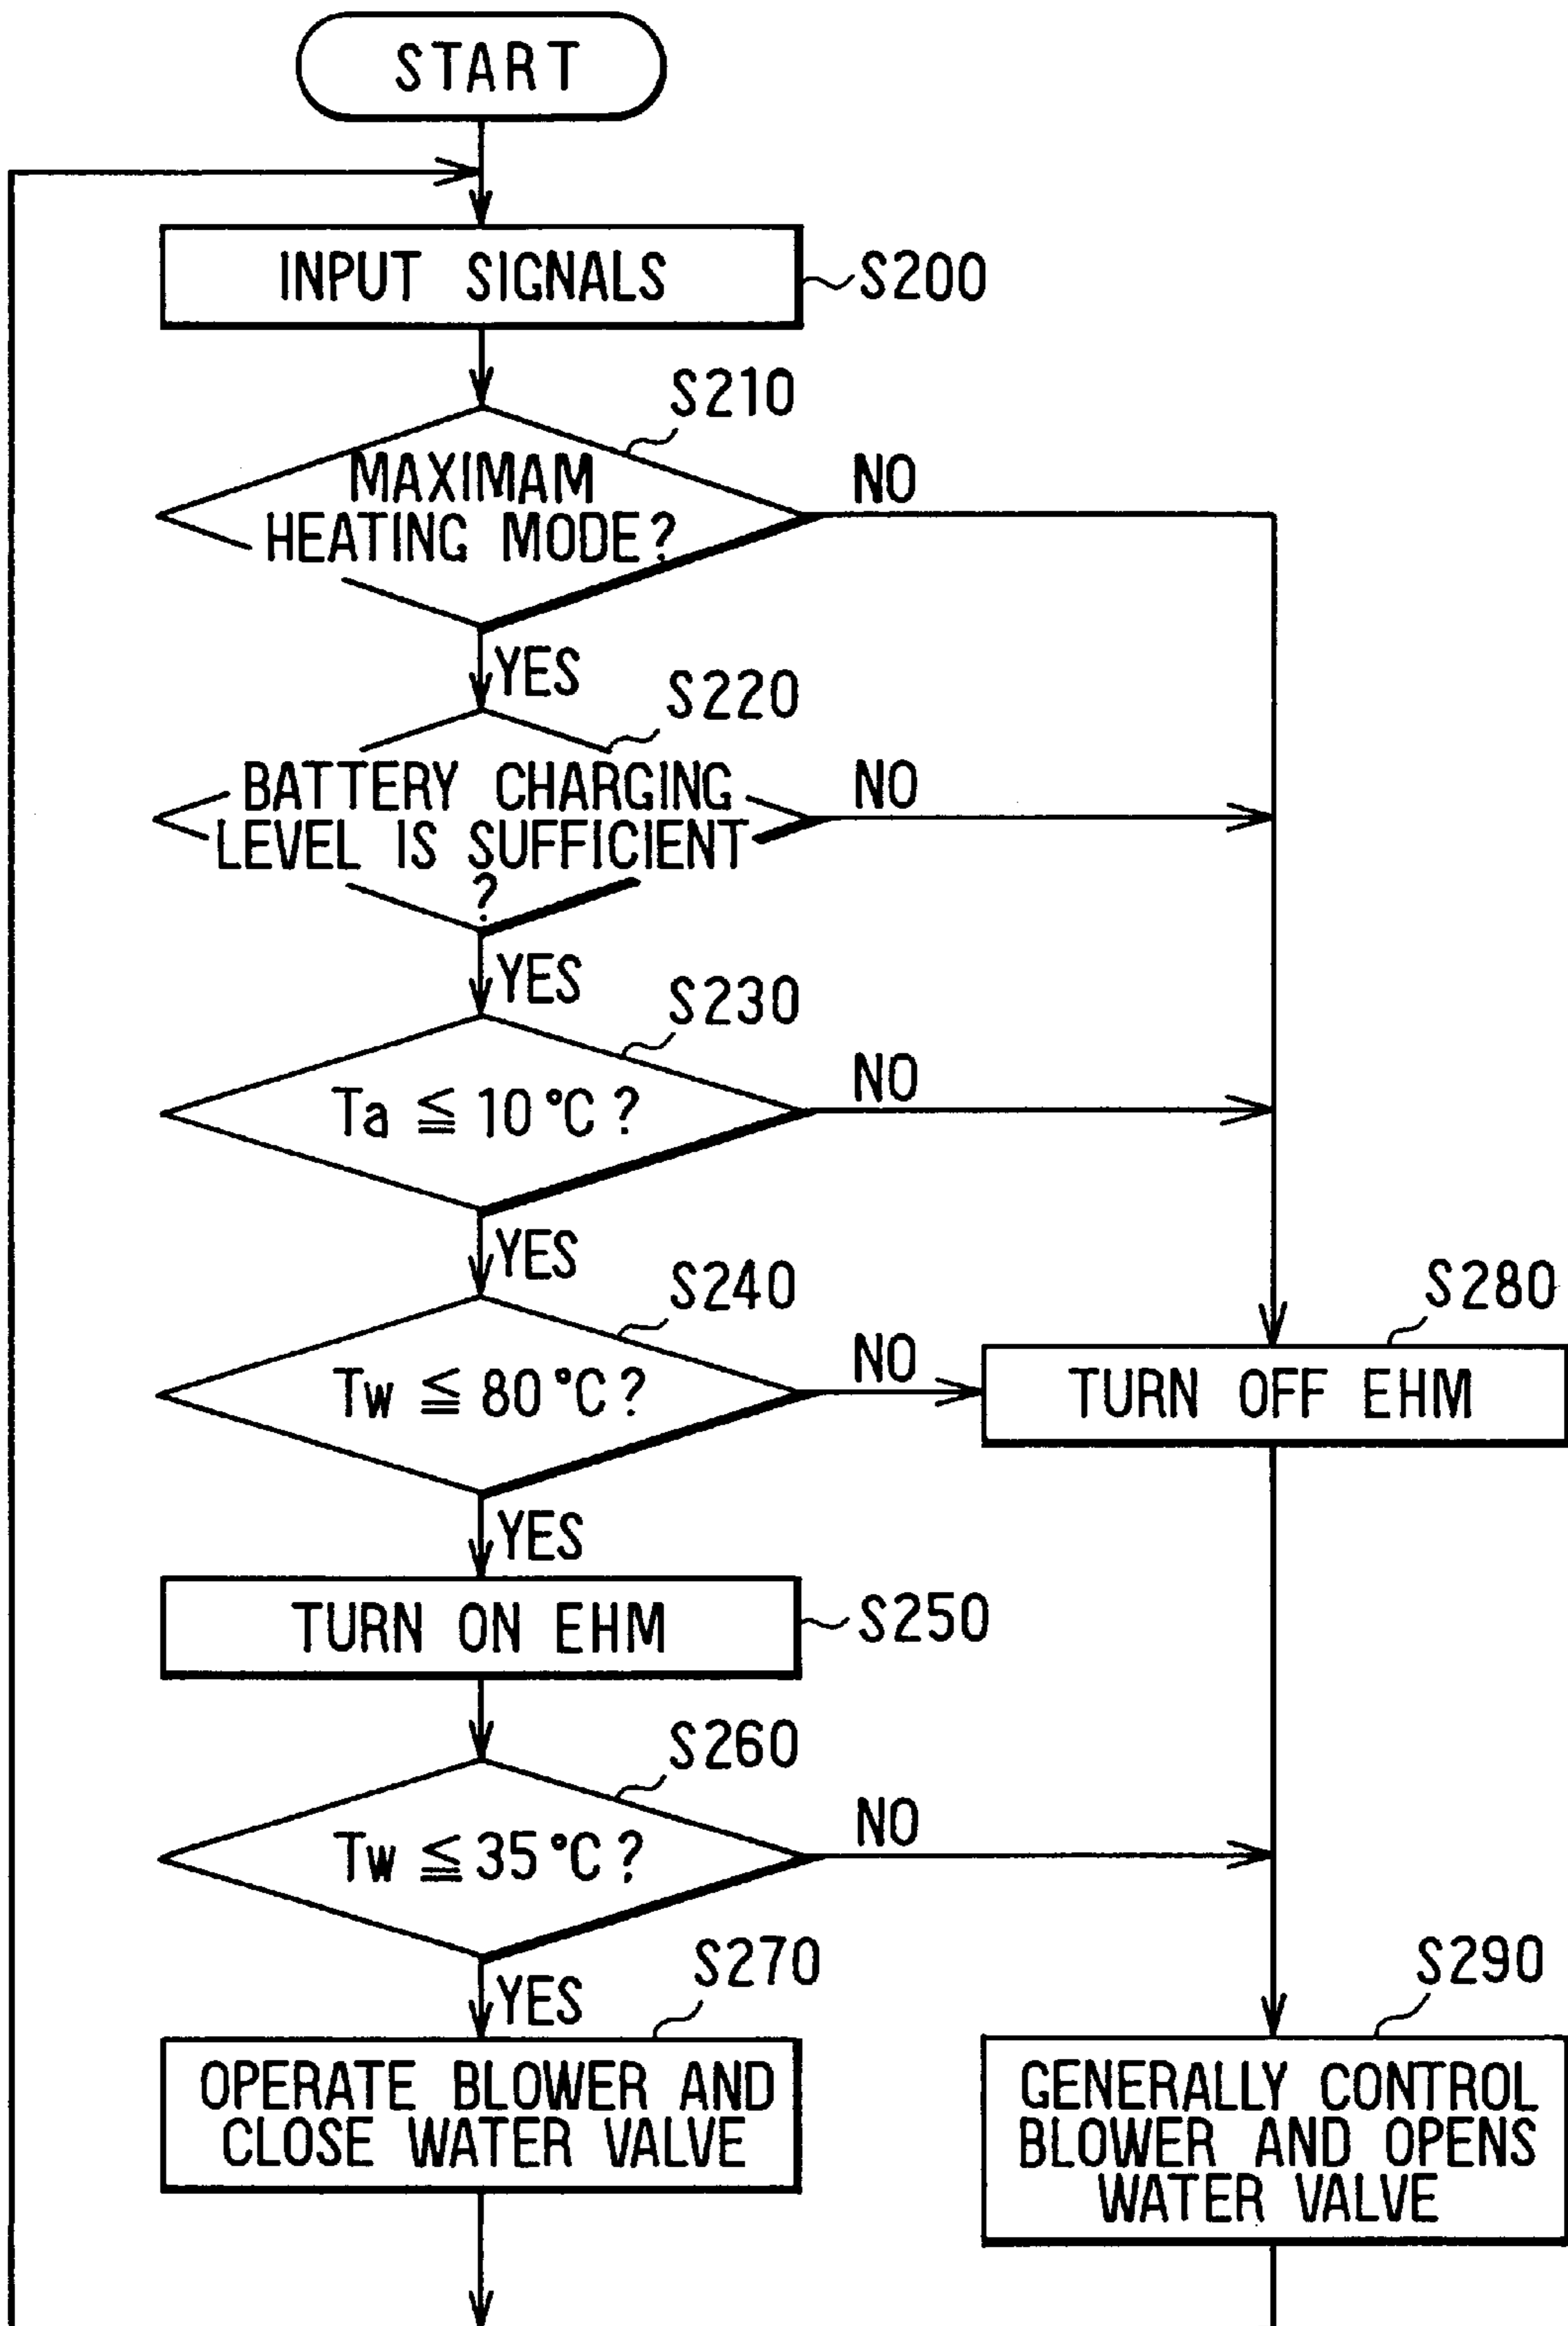 START
INPUT SIGNALS
S200
S210
MAXIMAM
HEATING MODE?
NO
YES
S220
BATTERY CHARGING
LEVEL IS SUFFICIENT
?
NO
YES
S230
Ta ≦ 10°C?
NO
YES
S240
Tw ≦ 80°C?
NO
S280
TURN OFF EHM
YES
TURN ON EHM
S250
S260
Tw ≦ 35°C?
NO
YES
S270
OPERATE BLOWER AND
CLOSE WATER VALVE
S290
GENERALLY CONTROL
BLOWER AND OPENS
WATER VALVE